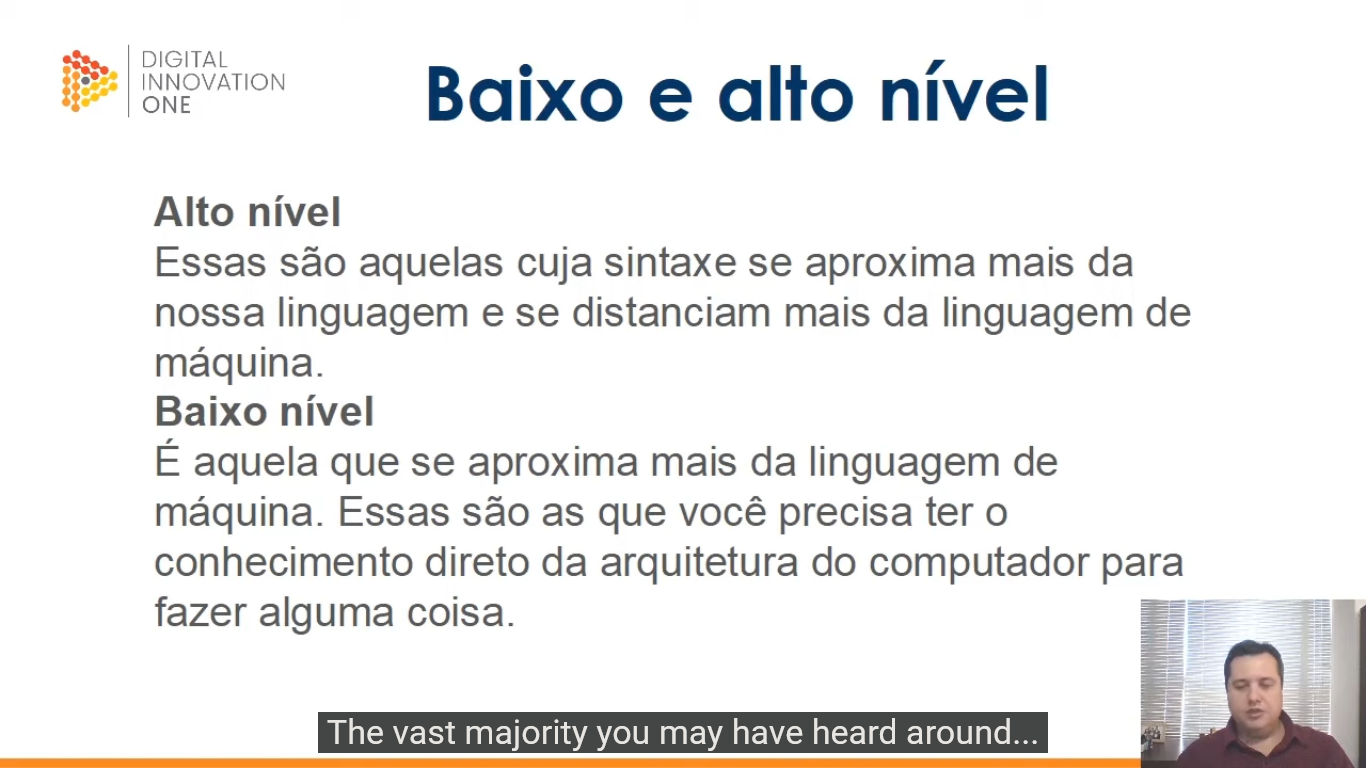 DIGITAL
INNOVATION
ONE
Baixo e alto nível
Alto nível
Essas são aquelas cuja sintaxe se aproxima mais da
nossa linguagem e se distanciam mais da linguagem de
máquina.
Baixo nível
É aquela que se aproxima mais da linguagem de
máquina. Essas são as que você precisa ter o
conhecimento direto da arquitetura do computador para
fazer alguma coisa.
The vast majority you may have heard around...